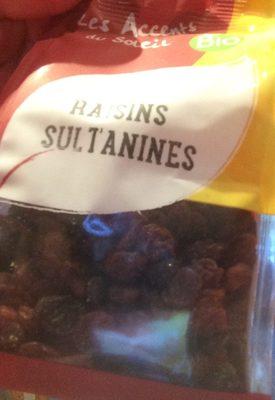 Les Accents
du Soleil
Bio
RAISINS
SULTANINES